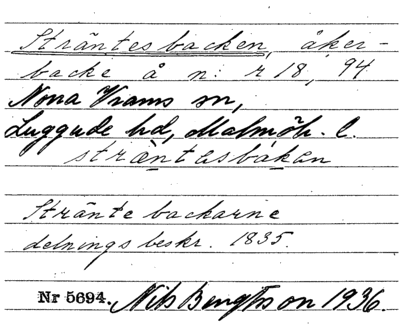 Sträntesbacken, åker-
backe å n: r 18, 94
Nora Vrams sn,
Luggude hd, Malmöh. l.
sträntasbakan
Stränte backarne
delnings beskr. 1835.
Nr 5694. Nils Bengtsson 1936.